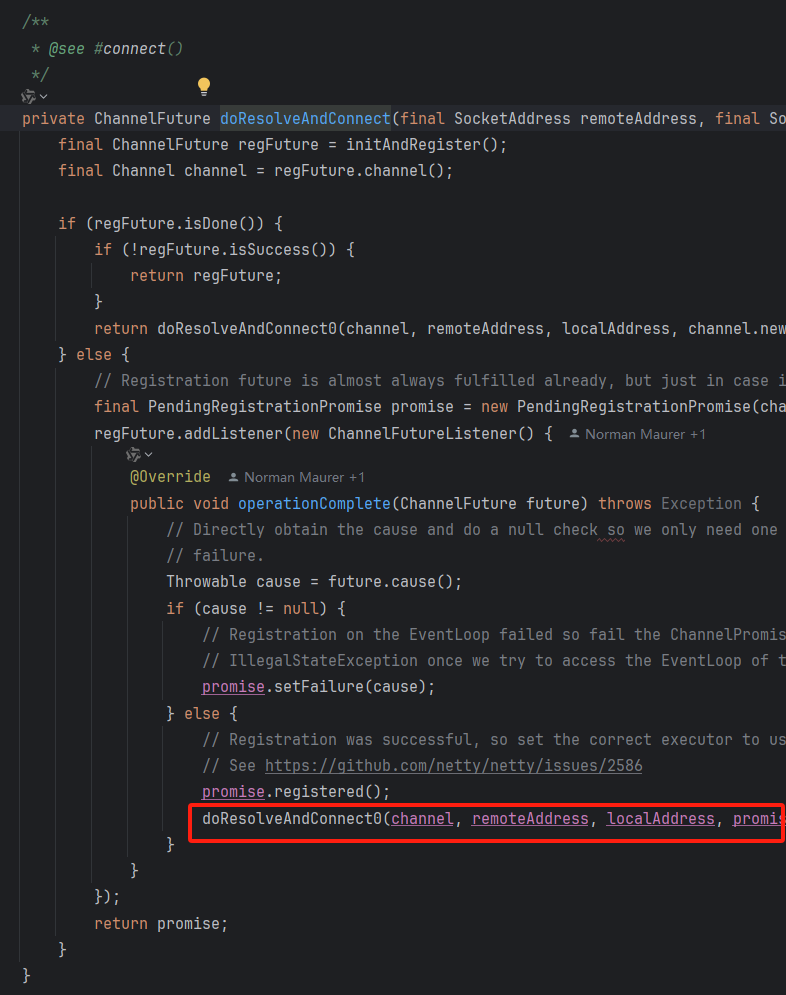 /**
 * @see #connect()
 */
private ChannelFuture doResolveAndConnect(final SocketAddress remoteAddress, final So
    final ChannelFuture regFuture = initAndRegister();
    final Channel channel = regFuture.channel();
    if (regFuture.isDone()) {
        if (!regFuture.isSuccess()) {
            return regFuture;
        }
        return doResolveAndConnect0(channel, remoteAddress, localAddress, channel.new
    } else {
        // Registration future is almost always fulfilled already, but just in case i
        final PendingRegistrationPromise promise = new PendingRegistrationPromise(cha
        regFuture.addListener(new ChannelFutureListener() { Norman Maurer +1
            @Override Norman Maurer +1
            public void operationComplete(ChannelFuture future) throws Exception {
                // Directly obtain the cause and do a null check so we only need one
                // failure.
                Throwable cause = future.cause();
                if (cause != null) {
                    // Registration on the EventLoop failed so fail the ChannelPromis
                    // IllegalStateException once we try to access the EventLoop of t
                    promise.setFailure(cause);
                } else {
                    // Registration was successful, so set the correct executor to us
                    // See https://github.com/netty/netty/issues/2586
                    promise.registered();
                    doResolveAndConnect0(channel, remoteAddress, localAddress, promis
                }
            }
        });
        return promise;
    }
}